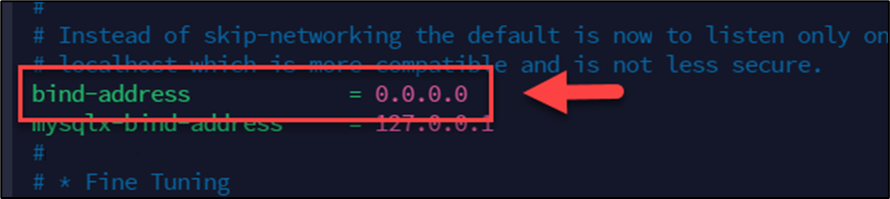 #
# Instead of skip-networking the default is now to listen only on
# localhost which is more compatible and is not less secure.
bind-address = 0.0.0.0
mysqlx-bind-address = 127.0.0.1
#
# * Fine Tuning